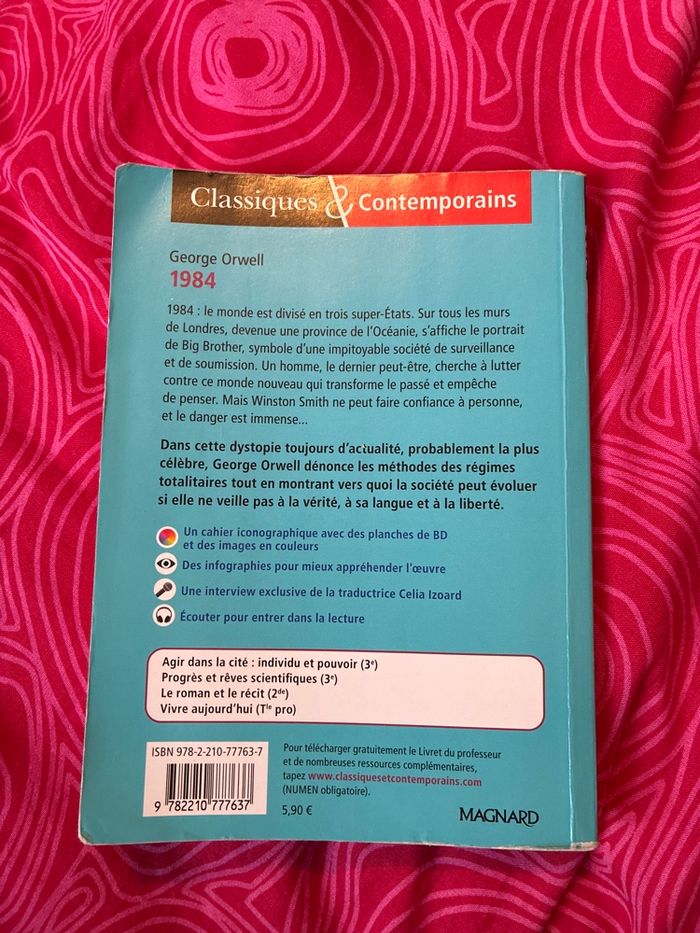 Classiques & Contemporains
George Orwell
1984
1984 : le monde est divisé en trois super-États. Sur tous les murs
de Londres, devenue une province de l'Océanie, s'affiche le portrait
de Big Brother, symbole d'une impitoyable société de surveillance
et de soumission. Un homme, le dernier peut-être, cherche à lutter
contre ce monde nouveau qui transforme le passé et empêche
de penser. Mais Winston Smith ne peut faire confiance à personne,
et le danger est immense...
Dans cette dystopie toujours d'actualité, probablement la plus
célèbre, George Orwell dénonce les méthodes des régimes
totalitaires tout en montrant vers quoi la société peut évoluer
si elle ne veille pas à la vérité, à sa langue et à la liberté.
Un cahier iconographique avec des planches de BD
et des images en couleurs
Des infographies pour mieux appréhender l'œuvre
Une interview exclusive de la traductrice Celia Izoard
Écouter pour entrer dans la lecture
Agir dans la cité : individu et pouvoir (3e)
Progrès et rêves scientifiques (3e)
Le roman et le récit (2de)
Vivre aujourd'hui (Tle pro)
ISBN 978-2-210-77763-7
9 782210 777637
Pour télécharger gratuitement le Livret du professeur
et de nombreuses ressources complémentaires,
tapez www.classiquesetcontemporains.com
(NUMEN obligatoire).
5,90 €
MAGNARD